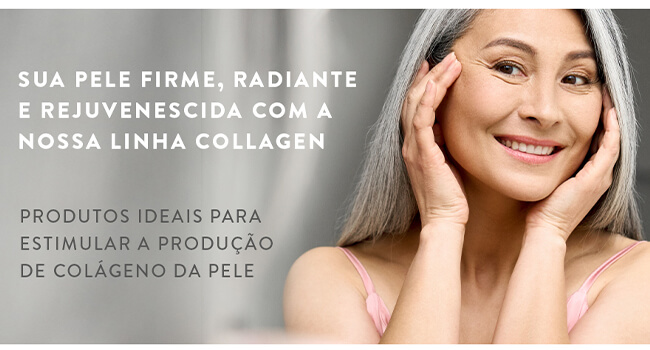 SUA PELE FIRME, RADIANTE
E REJUVENESCIDA COM A
NOSSA LINHA COLLAGEN
PRODUTOS IDEAIS PARA
ESTIMULAR A PRODUÇÃO
DE COLÁGENO DA PELE